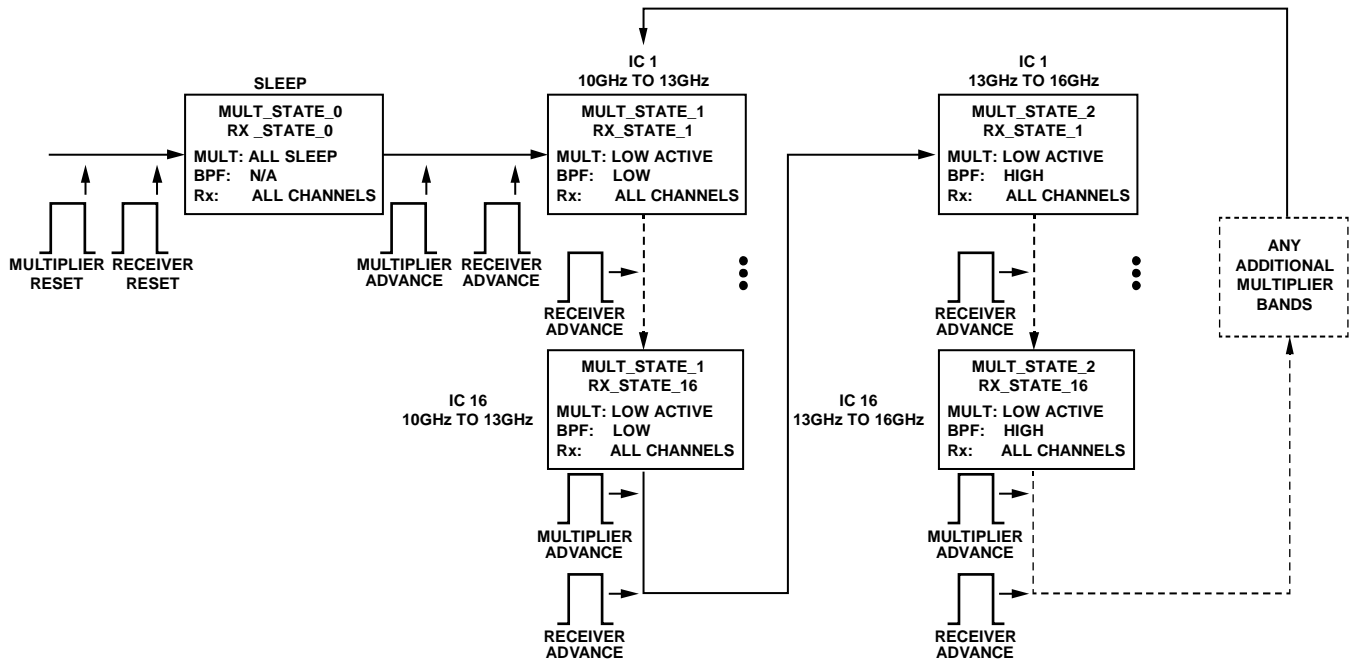 SLEEP
MULT_STATE_0
RX _STATE_0
MULT: ALL SLEEP
BPF: N/A
Rx: ALL CHANNELS
MULTIPLIER
RESET
RECEIVER
RESET
MULTIPLIER
ADVANCE
RECEIVER
ADVANCE
IC 1
10GHz TO 13GHz
MULT_STATE_1
RX_STATE_1
MULT: LOW ACTIVE
BPF: LOW
Rx: ALL CHANNELS
RECEIVER
ADVANCE
IC 16
10GHz TO 13GHz
MULT_STATE_1
RX_STATE_16
MULT: LOW ACTIVE
BPF: LOW
Rx: ALL CHANNELS
MULTIPLIER
ADVANCE
RECEIVER
ADVANCE
IC 1
13GHz TO 16GHz
MULT_STATE_2
RX_STATE_1
MULT: LOW ACTIVE
BPF: HIGH
Rx: ALL CHANNELS
RECEIVER
ADVANCE
IC 16
13GHz TO 16GHz
MULT_STATE_2
RX_STATE_16
MULT: LOW ACTIVE
BPF: HIGH
Rx: ALL CHANNELS
MULTIPLIER
ADVANCE
RECEIVER
ADVANCE
ANY
ADDITIONAL
MULTIPLIER
BANDS